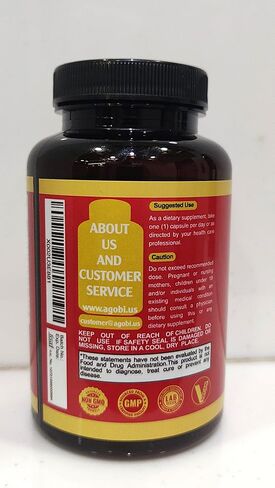 ABOUT
US
AND
CUSTOMER
SERVICE
www.agobi.us
customer@agobi.us
Suggested Use
As a dietary supplement, take
one (1) capsule per day or as
directed by your health care
professional.
Caution
Do not exceed recommended
dose. Pregnant or nursing
mothers, children under
and/or individuals with an
existing medical condition
should consult a physician
before using this or any
dietary supplement.
KEEP OUT OF REACH OF CHILDREN. DO
NOT USE IF SAFETY SEAL IS DAMAGED
MISSING, STORE IN A COOL, DRY PLACE.
*These statements have not been evaluated by the
Food and Drug Administration. This product is not
intended to diagnose, treat cure or prevent any
disease.
Batch No.
NON GMO
GMP
LAB
V